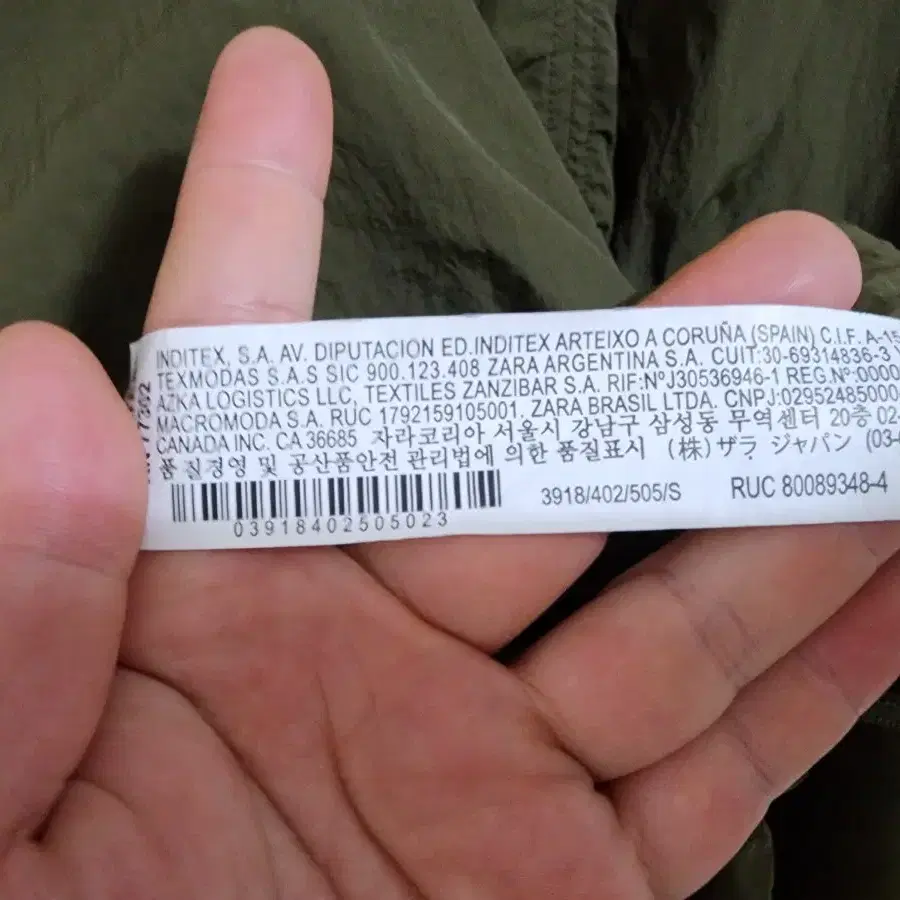 INDITEX, S.A. AV. DIPUTACION ED.INDITEX ARTEIXO A CORUÑA (SPAIN) C.I.F. A-15
TEXMODAS S.A.S SIC 900.123.408 ZARA ARGENTINA S.A. CUIT:30-69314836-3
AZKA LOGISTICS LLC, TEXTILES ZANZIBAR S.A. RIF:NºJ30536946-1 REG.Nº:0000
MACROMODA S.A. RUC 1792159105001. ZARA BRASIL LTDA. CNPJ:02952485000
CANADA INC. CA 36685 자라코리아 서울시 강남구 삼성동 무역센터 20층 02-
품질경영 및 공산품안전 관리법에 의한 품질표시 (株)ザラ ジャパン (03-
03918402505023
3918/402/505/S
RUC 80089348-4